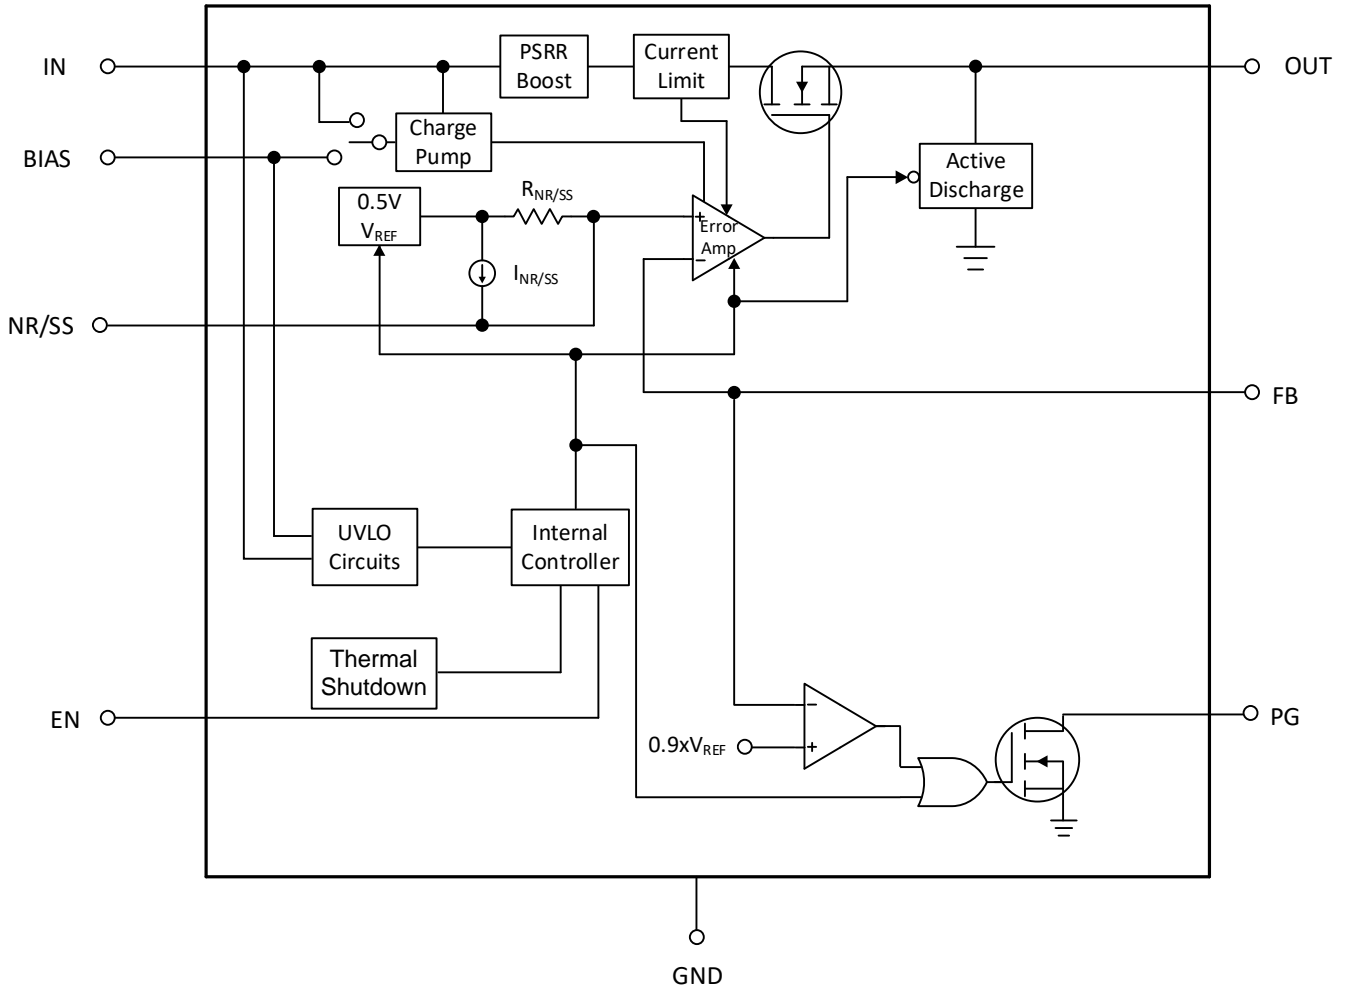 IN
PSRR
Boost
Current
Limit
OUT
BIAS
Charge
Pump
Active
Discharge
0.5V
VREF
RNR/SS
+
Error
Amp
−
INR/SS
NR/SS
FB
UVLO
Circuits
Internal
Controller
Thermal
Shutdown
EN
−
0.9xVREF
+
PG
GND